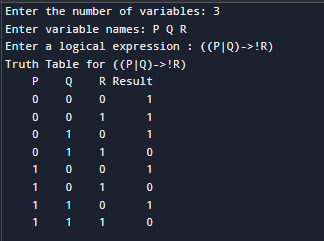 Enter the number of variables: 3
Enter variable names: P Q R
Enter a logical expression : ((P|Q)->!R)
Truth Table for ((P|Q)->!R)
P Q R Result
0 0 0 1
0 0 1 1
0 1 0 1
0 1 1 0
1 0 0 1
1 0 1 0
1 1 0 1
1 1 1 0